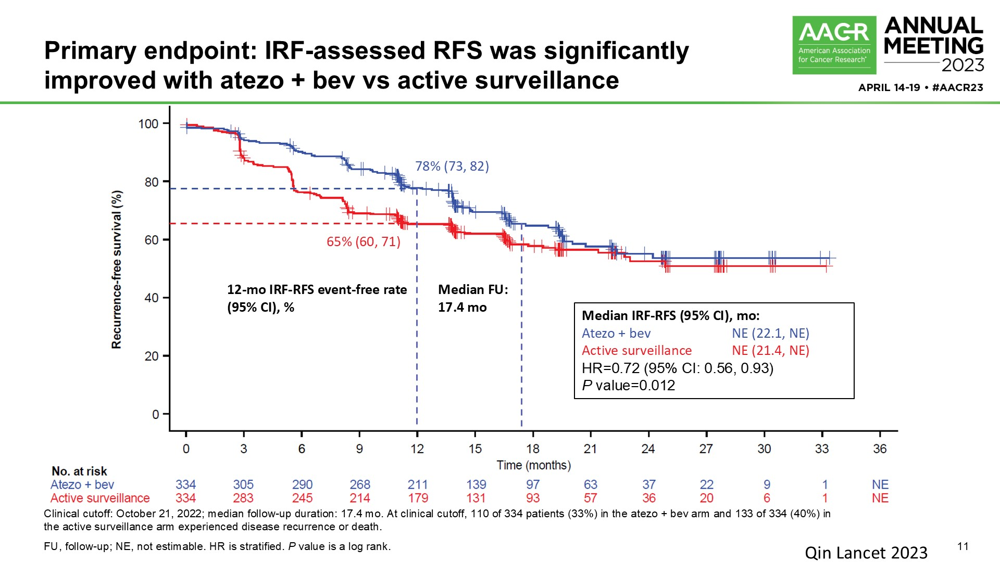 Primary endpoint: IRF-assessed RFS was significantly
improved with atezo + bev vs active surveillance
AACR
American Association
for Cancer Research*
ANNUAL
MEETING
2023
APRIL 14-19 • #AACR23
100
80
60
40
20
0
Recurrence-free survival (%)
78% (73, 82)
65% (60, 71)
12-mo IRF-RFS event-free rate
(95% CI), %
Median FU:
17.4 mo
Median IRF-RFS (95% CI), mo:
Atezo + bev NE (22.1, NE)
Active surveillance NE (21.4, NE)
HR=0.72 (95% CI: 0.56, 0.93)
P value=0.012
0 3 6 9 12 15 18 21 24 27 30 33 36
Time (months)
No. at risk
Atezo + bev 334 305 290 268 211 139 97 63 37 22 9 1 NE
Active surveillance 334 283 245 214 179 131 93 57 36 20 6 1 NE
Clinical cutoff: October 21, 2022; median follow-up duration: 17.4 mo. At clinical cutoff, 110 of 334 patients (33%) in the atezo + bev arm and 133 of 334 (40%) in
the active surveillance arm experienced disease recurrence or death.
FU, follow-up; NE, not estimable. HR is stratified. P value is a log rank.
Qin Lancet 2023
11